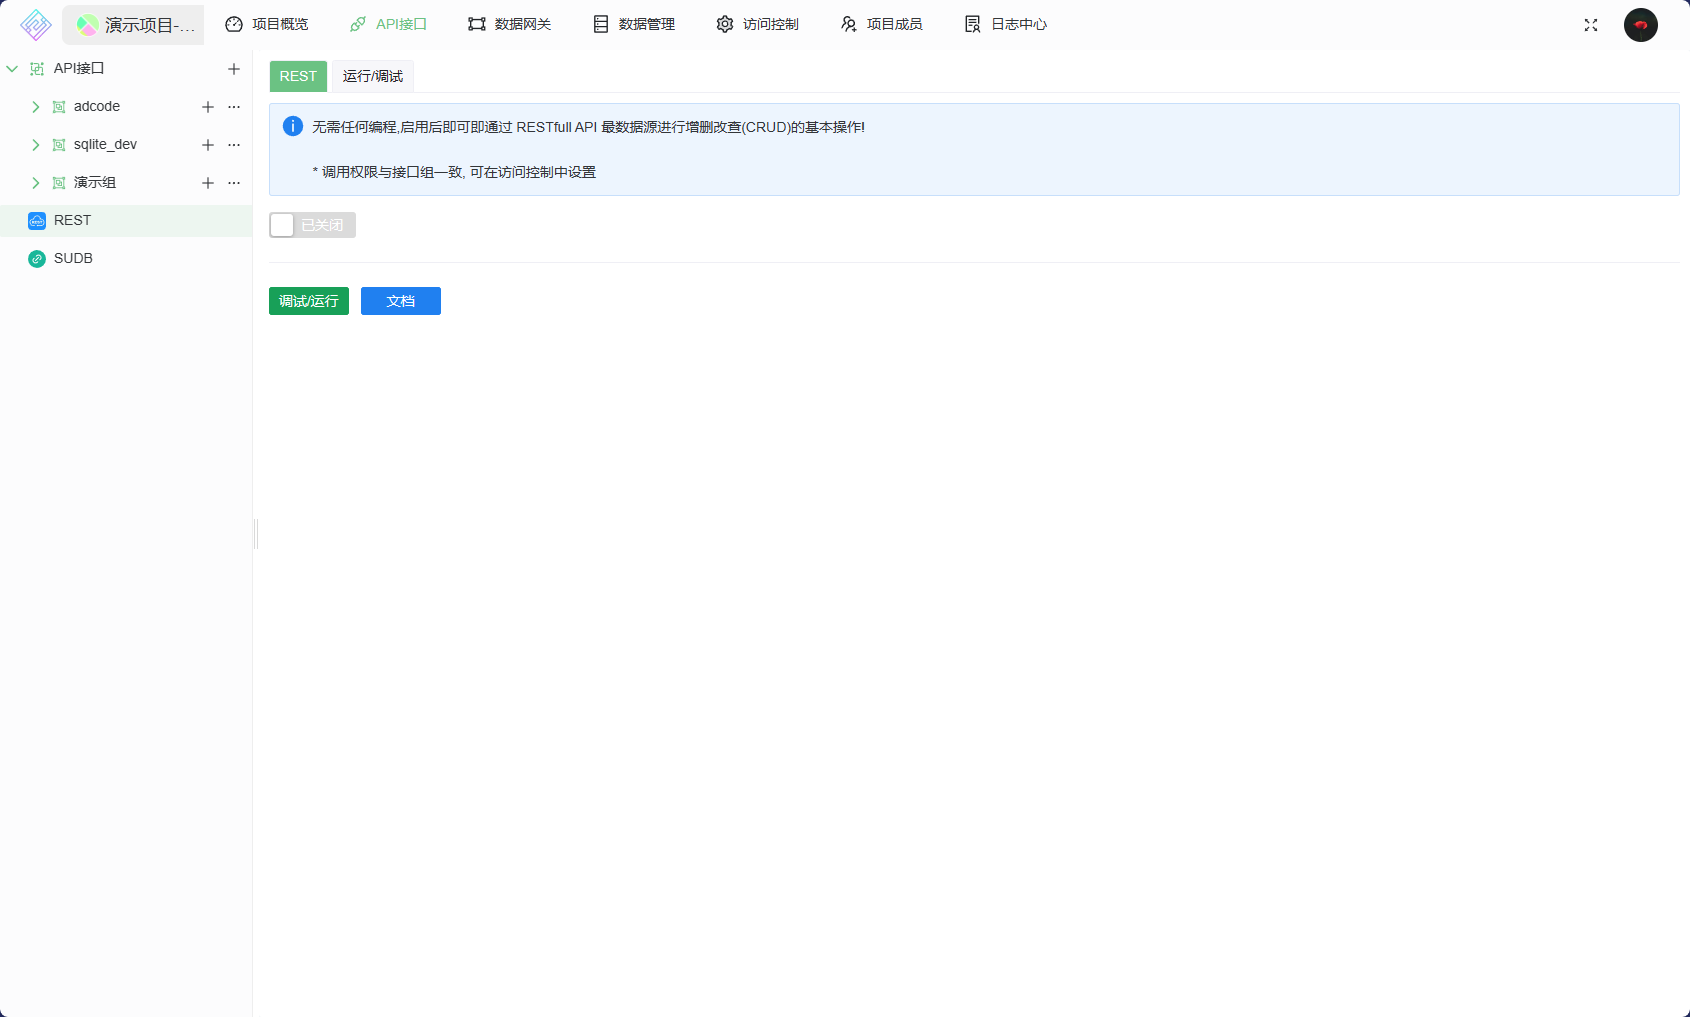 演示项目-...
项目概览
API接口
数据网关
数据管理
访问控制
项目成员
日志中心
API接口
adcode
sqlite_dev
演示组
REST
SUDB
REST
运行/调试
无需任何编程,启用后即可即通过 RESTfull API 最数据源进行增删改查(CRUD)的基本操作!
* 调用权限与接口组一致, 可在访问控制中设置
已关闭
调试/运行
文档